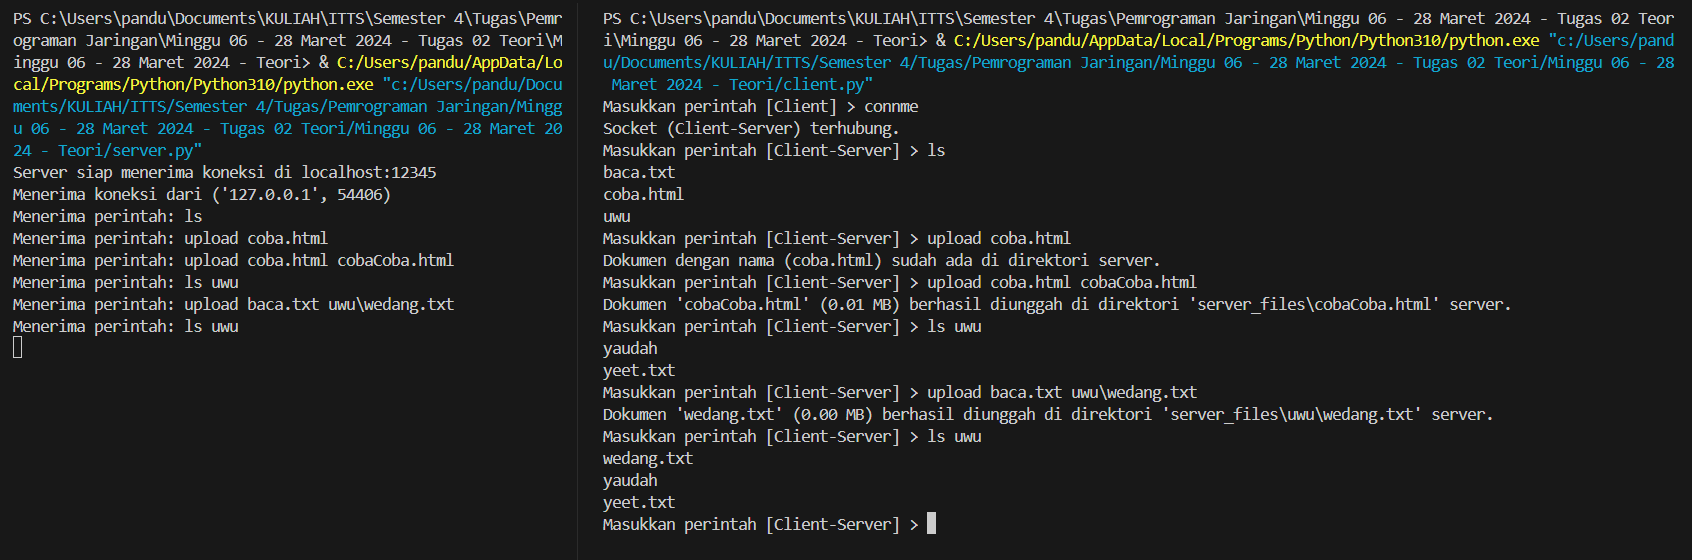 PS C:\Users\pandu\Documents\KULIAH\ITTS\Semester 4\Tugas\Pemr
ograman Jaringan\Minggu 06 - 28 Maret 2024 - Tugas 02 Teori\M
inggu 06 - 28 Maret 2024 - Teori> & C:/Users/pandu/AppData/Lo
cal/Programs/Python/Python310/python.exe "c:/Users/pandu/Docu
ments/KULIAH/ITTS/Semester 4/Tugas/Pemrograman Jaringan/Mingg
u 06 - 28 Maret 2024 - Tugas 02 Teori/Minggu 06 - 28 Maret 20
24 - Teori/server.py"
Server siap menerima koneksi di localhost:12345
Menerima koneksi dari ('127.0.0.1', 54406)
Menerima perintah: ls
Menerima perintah: upload coba.html
Menerima perintah: upload coba.html cobaCoba.html
Menerima perintah: ls uwu
Menerima perintah: upload baca.txt uwu\wedang.txt
Menerima perintah: ls uwu
PS C:\Users\pandu\Documents\KULIAH\ITTS\Semester 4\Tugas\Pemrograman Jaringan\Minggu 06 - 28 Maret 2024 - Tugas 02 Teor
i\Minggu 06 - 28 Maret 2024 - Teori> & C:/Users/pandu/AppData/Local/Programs/Python/Python310/python.exe "c:/Users/pand
u/Documents/KULIAH/ITTS/Semester 4/Tugas/Pemrograman Jaringan/Minggu 06 - 28 Maret 2024 - Tugas 02 Teori/Minggu 06 - 28
 Maret 2024 - Teori/client.py"
Masukkan perintah [Client] > connme
Socket (Client-Server) terhubung.
Masukkan perintah [Client-Server] > ls
baca.txt
coba.html
uwu
Masukkan perintah [Client-Server] > upload coba.html
Dokumen dengan nama (coba.html) sudah ada di direktori server.
Masukkan perintah [Client-Server] > upload coba.html cobaCoba.html
Dokumen 'cobaCoba.html' (0.01 MB) berhasil diunggah di direktori 'server_files\cobaCoba.html' server.
Masukkan perintah [Client-Server] > ls uwu
yaudah
yeet.txt
Masukkan perintah [Client-Server] > upload baca.txt uwu\wedang.txt
Dokumen 'wedang.txt' (0.00 MB) berhasil diunggah di direktori 'server_files\uwu\wedang.txt' server.
Masukkan perintah [Client-Server] > ls uwu
wedang.txt
yaudah
yeet.txt
Masukkan perintah [Client-Server] >